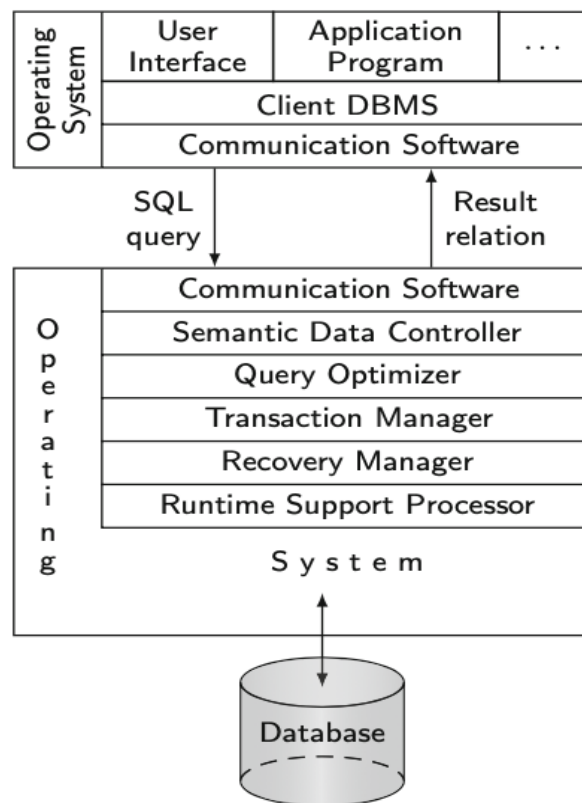 Operating
System
User
Interface
Application
Program
...
Client DBMS
Communication Software
SQL
query
Result
relation
Operating
Communication Software
Semantic Data Controller
Query Optimizer
Transaction Manager
Recovery Manager
Runtime Support Processor
System
Database